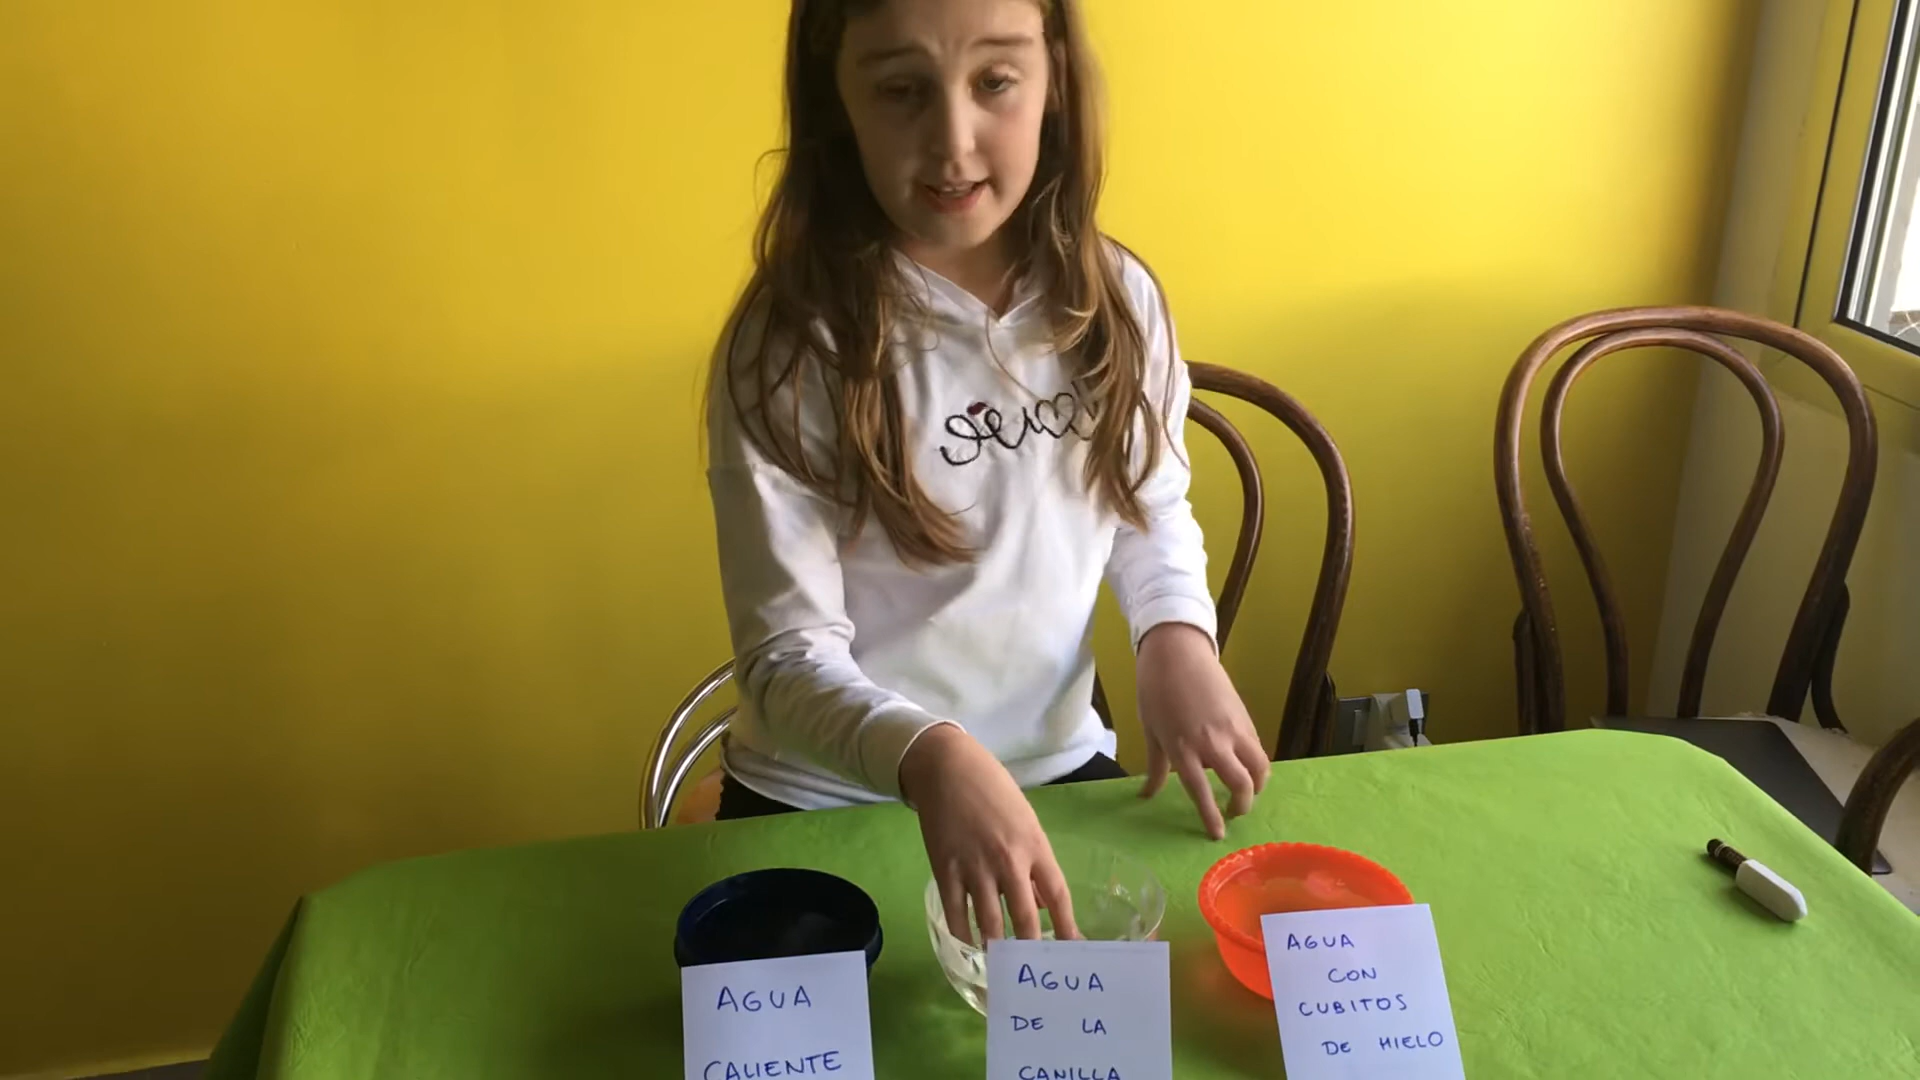 AGUA
CALIENTE
AGUA
DE LA
CANILLA
AGUA
CON
CUBITOS
DE HIELO